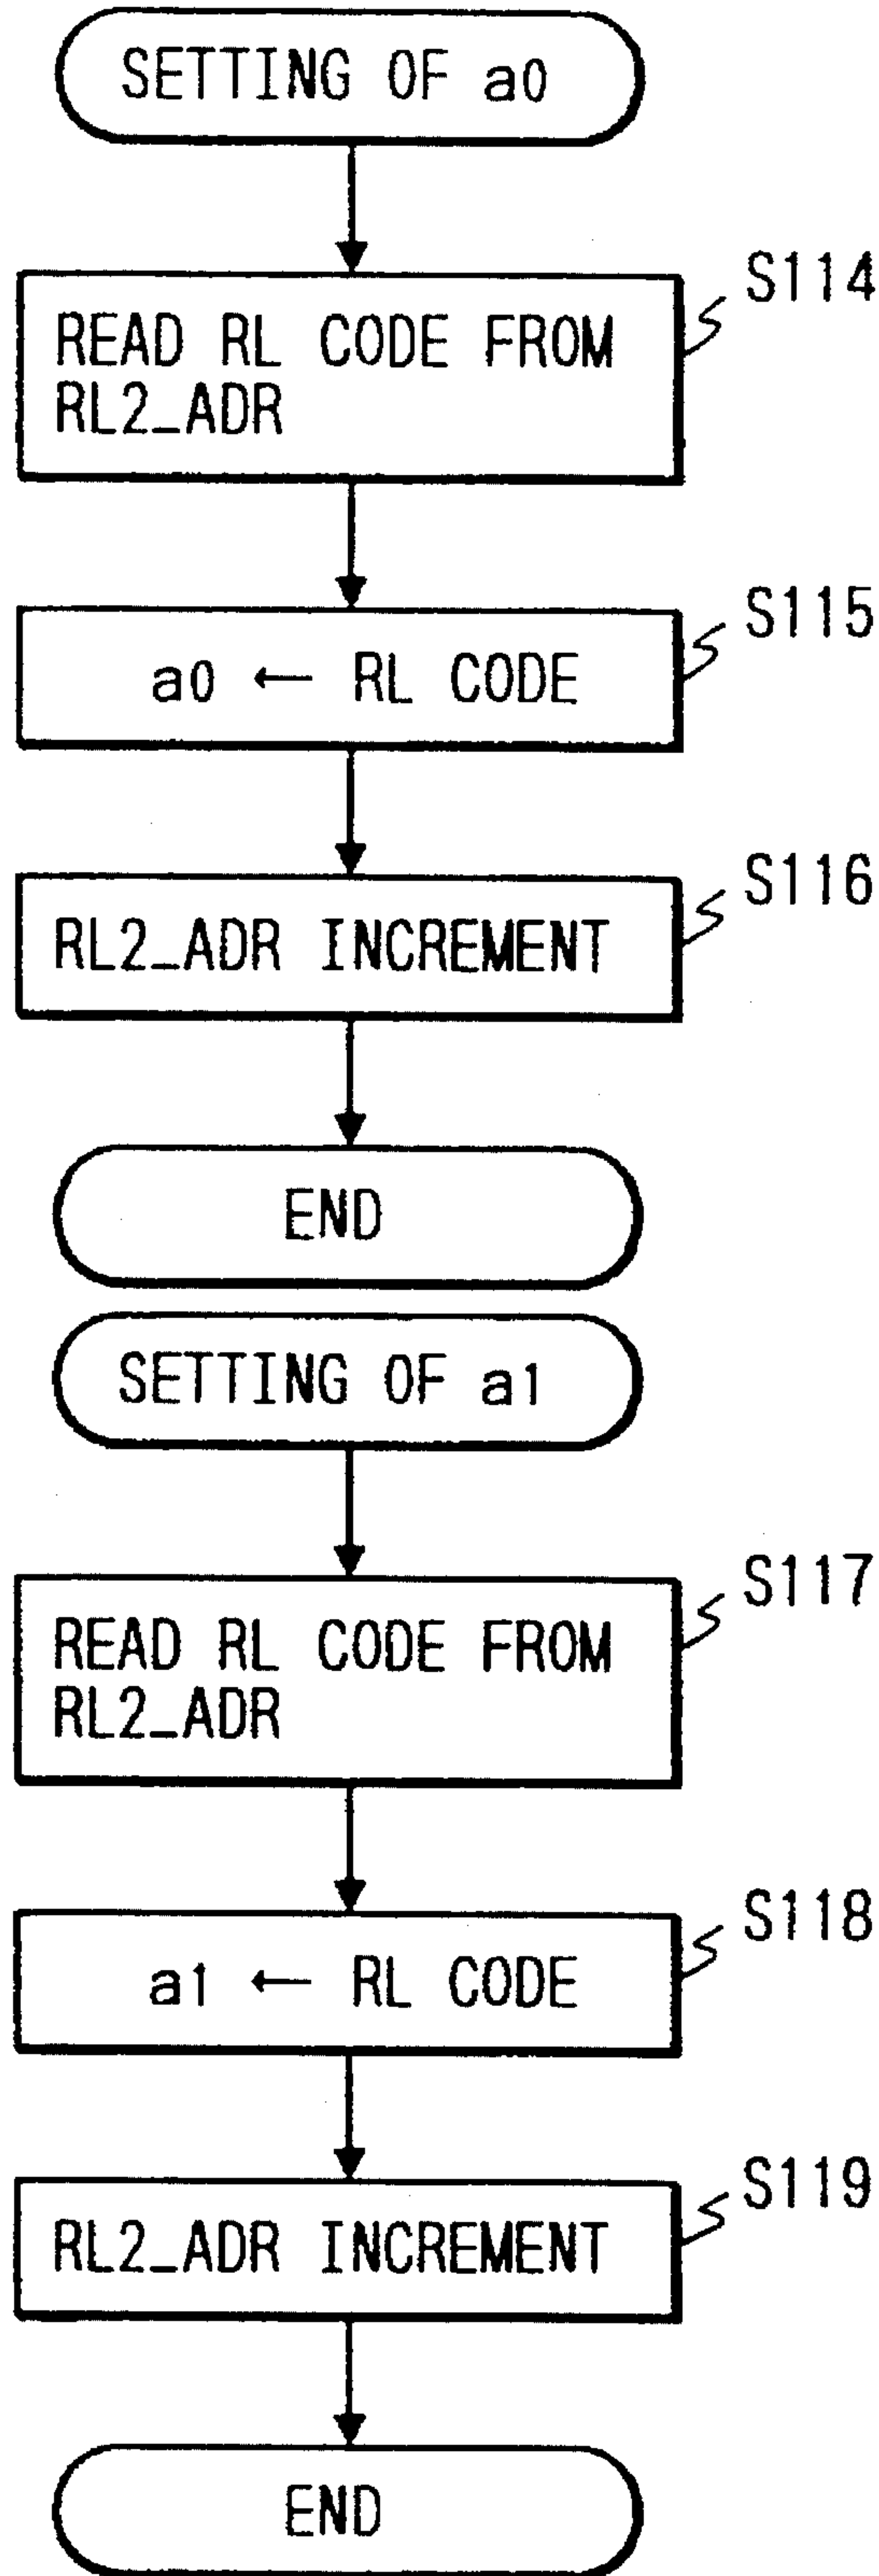 SETTING OF a0
S114
READ RL CODE FROM
RL2_ADR
S115
a0 ← RL CODE
S116
RL2_ADR INCREMENT
END
SETTING OF a1
S117
READ RL CODE FROM
RL2_ADR
S118
a1 ← RL CODE
S119
RL2_ADR INCREMENT
END